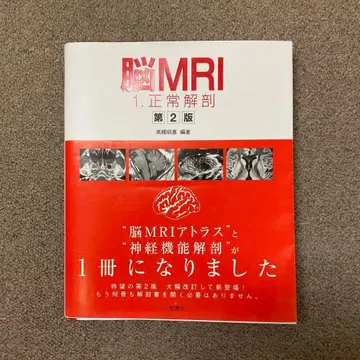 脳MRI
1.正常解剖
第2版
高橋昭喜 編著
“脳MRIアトラス”と
“神経機能解剖”が
1冊になりました
待望の第2版 大幅改訂して新登場!
もう何冊も解剖書を開く必要はありません。